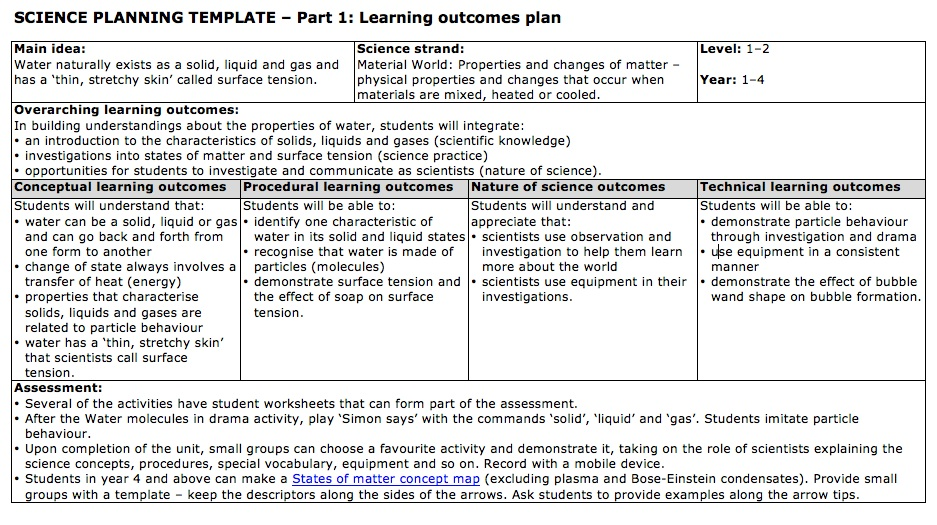 SCIENCE PLANNING TEMPLATE – Part 1: Learning outcomes plan
Main idea:
Water naturally exists as a solid, liquid and gas and
has a ‘thin, stretchy skin’ called surface tension.
Science strand:
Material World: Properties and changes of matter –
physical properties and changes that occur when
materials are mixed, heated or cooled.
Level: 1–2
Year: 1–4
Overarching learning outcomes:
In building understandings about the properties of water, students will integrate:
• an introduction to the characteristics of solids, liquids and gases (scientific knowledge)
• investigations into states of matter and surface tension (science practice)
• opportunities for students to investigate and communicate as scientists (nature of science).
Conceptual learning outcomes
Students will understand that:
• water can be a solid, liquid or gas
and can go back and forth from
one form to another
• change of state always involves a
transfer of heat (energy)
• properties that characterise
solids, liquids and gases are
related to particle behaviour
• water has a ‘thin, stretchy skin’
that scientists call surface
tension.
Procedural learning outcomes
Students will be able to:
• identify one characteristic of
water in its solid and liquid states
• recognise that water is made of
particles (molecules)
• demonstrate surface tension and
the effect of soap on surface
tension.
Nature of science outcomes
Students will understand and
appreciate that:
• scientists use observation and
investigation to help them learn
more about the world
• scientists use equipment in their
investigations.
Technical learning outcomes
Students will be able to:
• demonstrate particle behaviour
through investigation and drama
• use equipment in a consistent
manner
• demonstrate the effect of bubble
wand shape on bubble formation.
Assessment:
• Several of the activities have student worksheets that can form part of the assessment.
• After the Water molecules in drama activity, play ‘Simon says’ with the commands ‘solid’, ‘liquid’ and ‘gas’. Students imitate particle
behaviour.
• Upon completion of the unit, small groups can choose a favourite activity and demonstrate it, taking on the role of scientists explaining the
science concepts, procedures, special vocabulary, equipment and so on. Record with a mobile device.
• Students in year 4 and above can make a States of matter concept map (excluding plasma and Bose-Einstein condensates). Provide small
groups with a template – keep the descriptors along the sides of the arrows. Ask students to provide examples along the arrow tips.